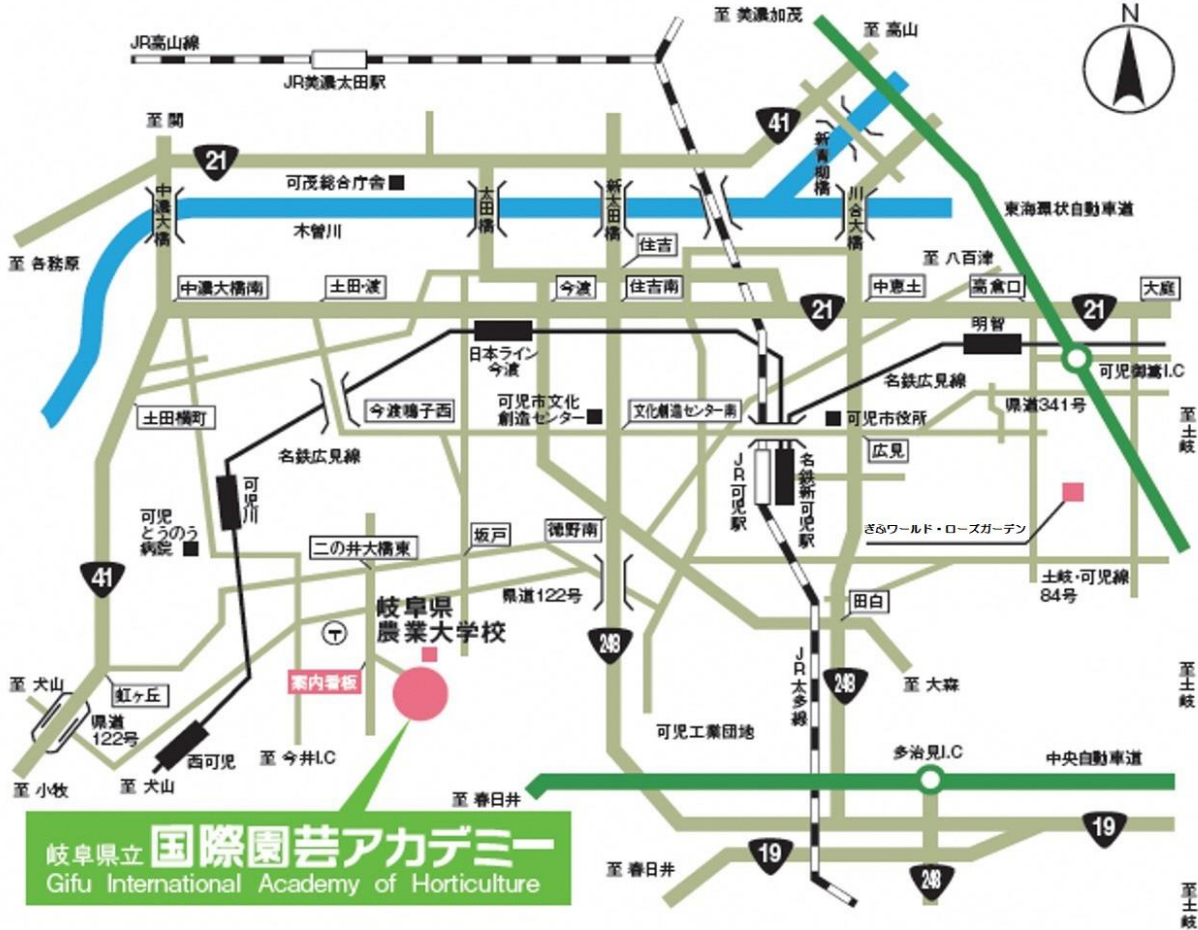 至 美濃加茂
N
JR高山線
至 高山
JR美濃太田駅
至 関
41
21
新青柳橋
可茂総合庁舎
中濃大橋
太田橋
新太田橋
川合大橋
東海環状自動車道
木曽川
住吉
至 各務原
至 八百津
中濃大橋南
土田・渡
今渡
住吉南
中恵土
高倉口
大庭
21
21
明智
日本ライン
今渡
可児御嵩I.C
名鉄広見線
土田横町
今渡鳴子西
可児市文化
創造センター
文化創造センター南
可児市役所
県道341号
至土岐
名鉄広見線
広見
可児川
JR可児駅
名鉄新可児駅
可児
とうのう
病院
二の井大橋東
坂戸
徳野南
ぎふワールド・ローズガーデン
41
土岐・可児線
84号
県道122号
岐阜県
農業大学校
田白
〒
248
案内看板
JR太多線
248
至 犬山
虹ヶ丘
至 大森
至土岐
県道
122号
可児工業団地
西可児
至 今井I.C
多治見I.C
中央自動車道
至 小牧
至 犬山
至 春日井
岐阜県立 国際園芸アカデミー
Gifu International Academy of Horticulture
19
19
至 春日井
248
至土岐